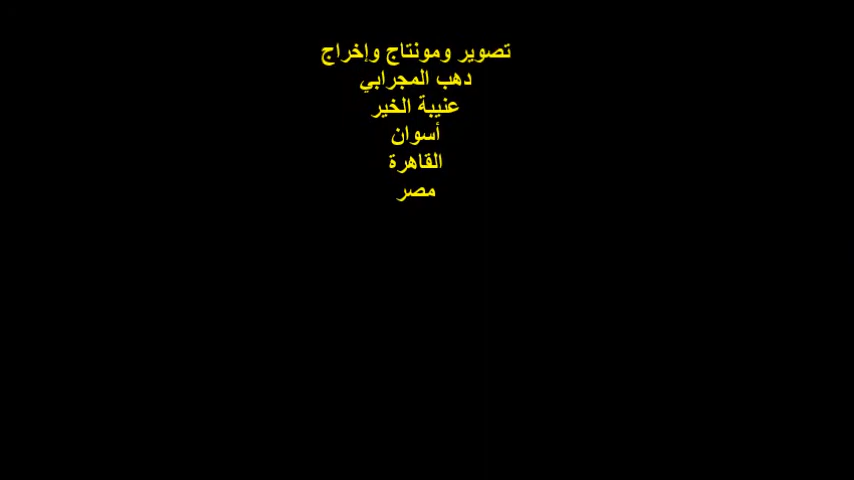 تصوير ومونتاج وإخراج
دهب المجرابي
عنيبة الخير
أسوان
القاهرة
مصر